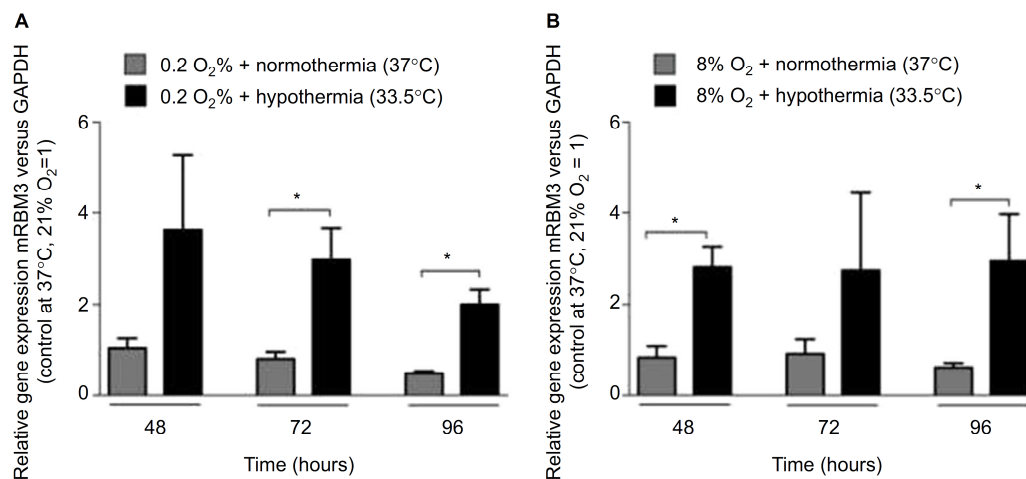 A
0.2 O₂% + normothermia (37°C)
0.2 O₂% + hypothermia (33.5°C)
Relative gene expression mRBM3 versus GAPDH
(control at 37°C, 21% O₂=1)
6
4
2
0
*
*
48 72 96
Time (hours)
B
8% O₂ + normothermia (37°C)
8% O₂ + hypothermia (33.5°C)
Relative gene expression mRBM3 versus GAPDH
(control at 37°C, 21% O₂ = 1)
6
4
2
0
*
*
48 72 96
Time (hours)